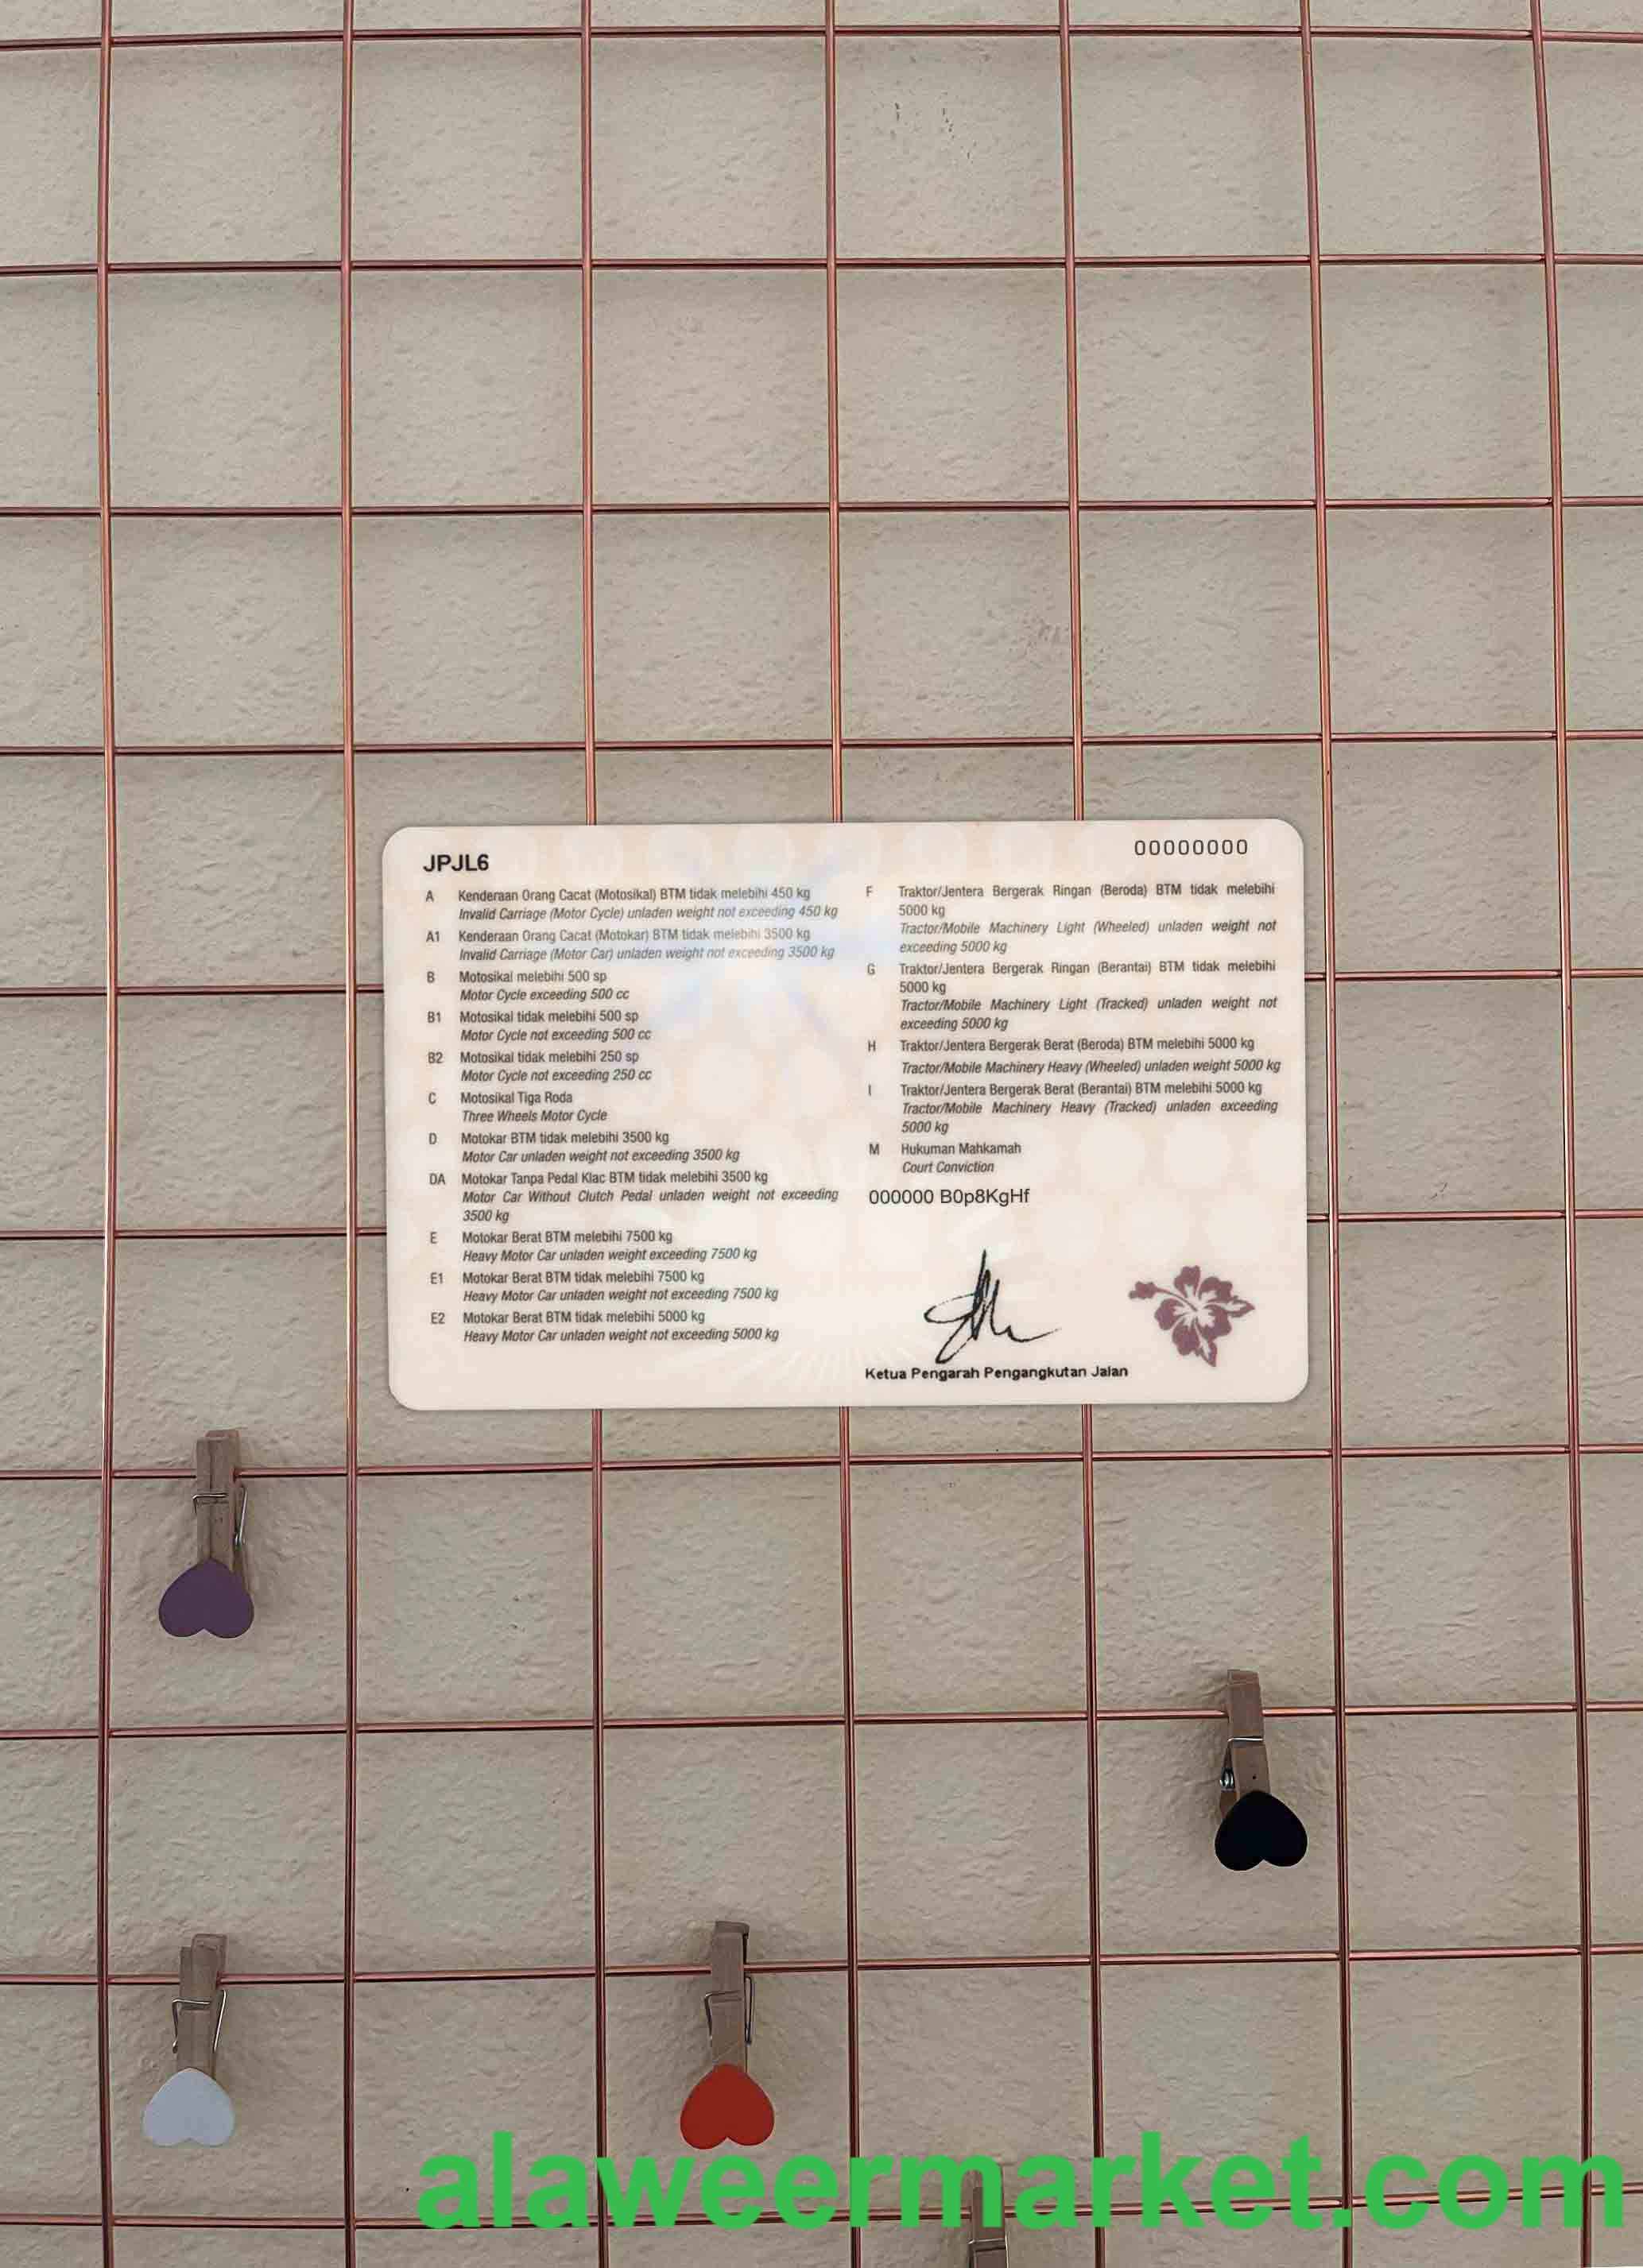 JPJL6
00000000
A Kenderaan Orang Cacat (Motosikal) BTM tidak melebihi 450 kg
Invalid Carriage (Motor Cycle) unladen weight not exceeding 450 kg
A1 Kenderaan Orang Cacat (Motokar) BTM tidak melebihi 3500 kg
Invalid Carriage (Motor Car) unladen weight not exceeding 3500 kg
B Motosikal melebihi 500 sp
Motor Cycle exceeding 500 cc
B1 Motosikal tidak melebihi 500 sp
Motor Cycle not exceeding 500 cc
B2 Motosikal tidak melebihi 250 sp
Motor Cycle not exceeding 250 cc
C Motosikal Tiga Roda
Three Wheels Motor Cycle
D Motokar BTM tidak melebihi 3500 kg
Motor Car unladen weight not exceeding 3500 kg
DA Motokar Tanpa Pedal Klac BTM tidak melebihi 3500 kg
Motor Car Without Clutch Pedal unladen weight not exceeding
3500 kg
E Motokar Berat BTM melebihi 7500 kg
Heavy Motor Car unladen weight exceeding 7500 kg
E1 Motokar Berat BTM tidak melebihi 7500 kg
Heavy Motor Car unladen weight not exceeding 7500 kg
E2 Motokar Berat BTM tidak melebihi 5000 kg
Heavy Motor Car unladen weight not exceeding 5000 kg
F Traktor/Jentera Bergerak Ringan (Beroda) BTM tidak melebihi
5000 kg
Tractor/Mobile Machinery Light (Wheeled) unladen weight not
exceeding 5000 kg
G Traktor/Jentera Bergerak Ringan (Berantai) BTM tidak melebihi
5000 kg
Tractor/Mobile Machinery Light (Tracked) unladen weight not
exceeding 5000 kg
H Traktor/Jentera Bergerak Berat (Beroda) BTM melebihi 5000 kg
Tractor/Mobile Machinery Heavy (Wheeled) unladen weight 5000 kg
I Traktor/Jentera Bergerak Berat (Berantai) BTM melebihi 5000 kg
Tractor/Mobile Machinery Heavy (Tracked) unladen exceeding
5000 kg
M Hukuman Mahkamah
Court Conviction
000000 B0p8KgHf
Ketua Pengarah Pengangkutan Jalan
alaweermarket.com